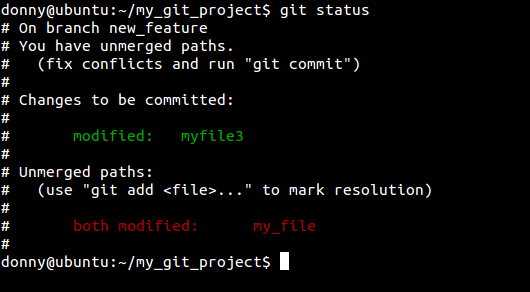 donny@ubuntu:~/my_git_project$ git status
# On branch new_feature
# You have unmerged paths.
#   (fix conflicts and run "git commit")
#
# Changes to be committed:
#
#       modified:   myfile3
#
# Unmerged paths:
#   (use "git add <file>..." to mark resolution)
#
#       both modified:      my_file
#
donny@ubuntu:~/my_git_project$